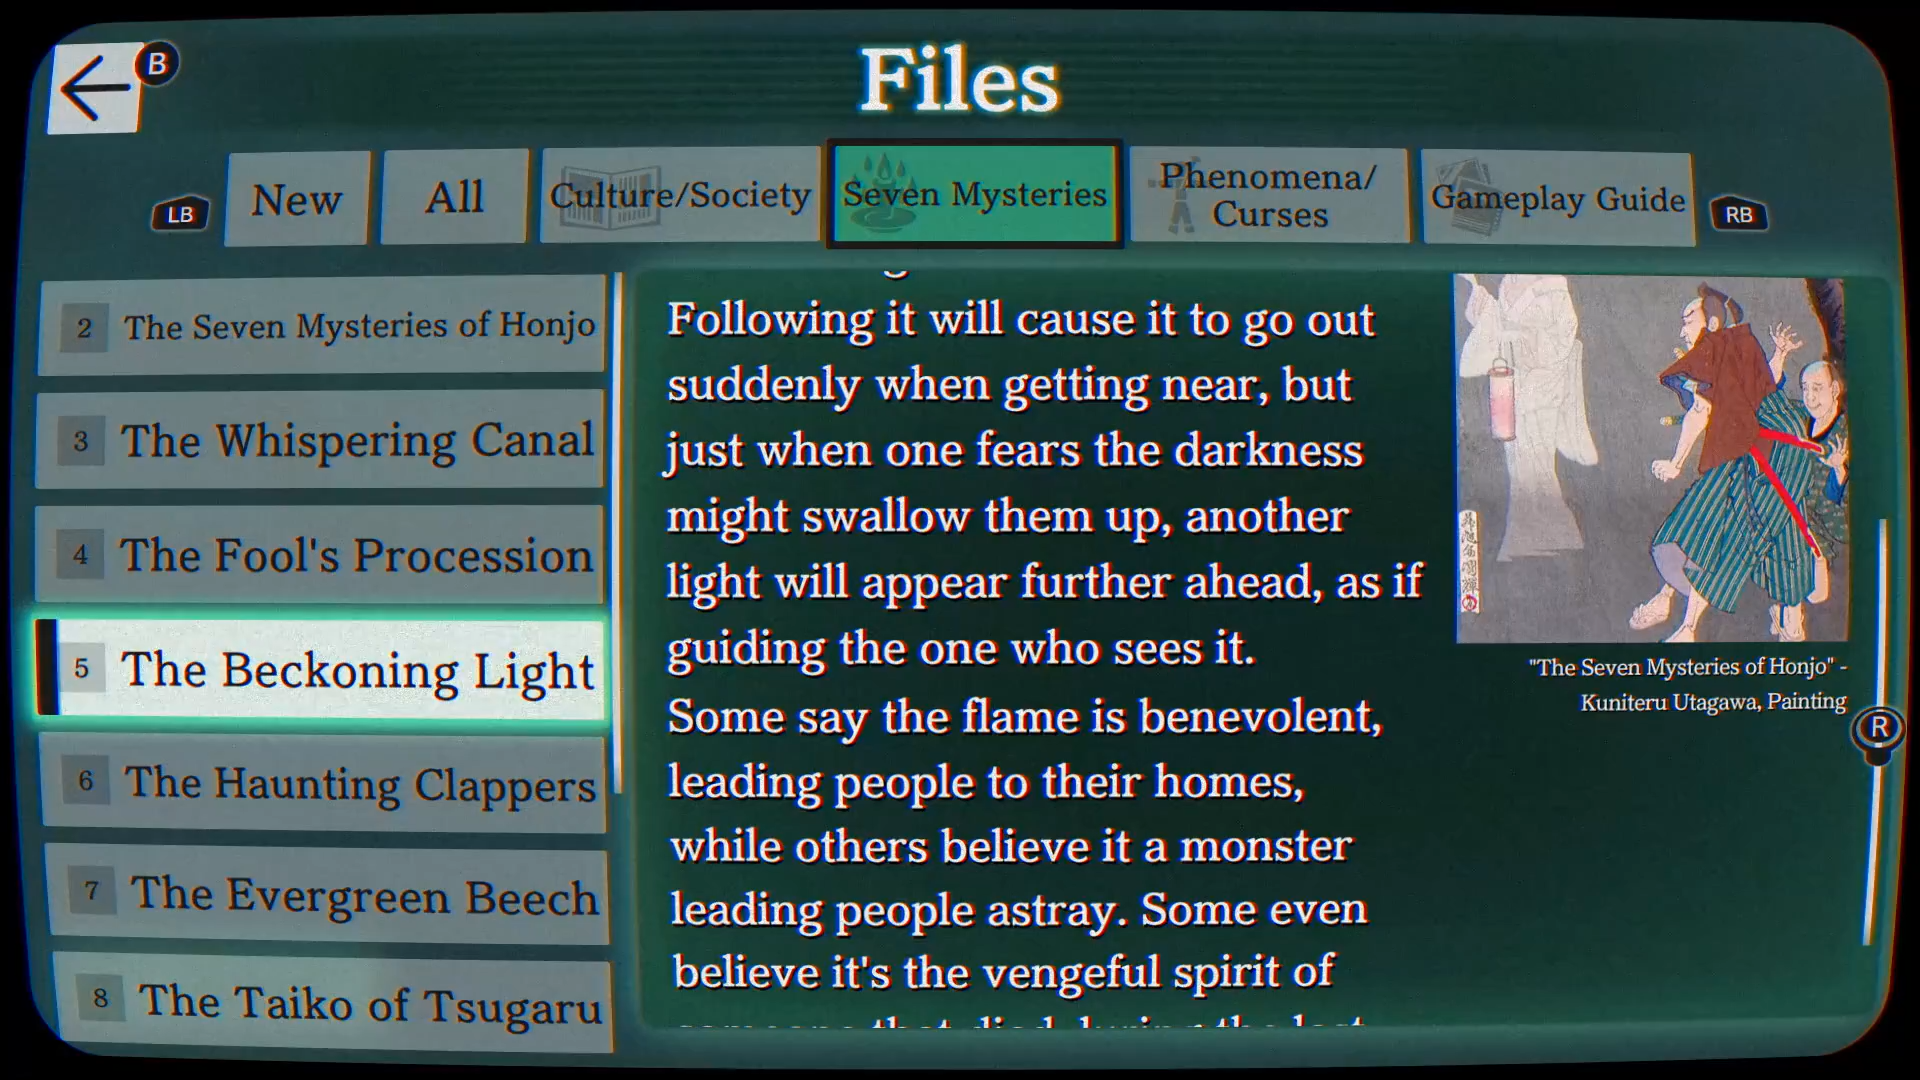 B
Files
LB
New
All
Culture/Society
Seven Mysteries
Phenomena/
Curses
Gameplay Guide
RB
2 The Seven Mysteries of Honjo
3 The Whispering Canal
4 The Fool's Procession
5 The Beckoning Light
6 The Haunting Clappers
7 The Evergreen Beech
8 The Taiko of Tsugaru
Following it will cause it to go out
suddenly when getting near, but
just when one fears the darkness
might swallow them up, another
light will appear further ahead, as if
guiding the one who sees it.
Some say the flame is benevolent,
leading people to their homes,
while others believe it a monster
leading people astray. Some even
believe it's the vengeful spirit of
"The Seven Mysteries of Honjo" -
Kuniteru Utagawa, Painting
R